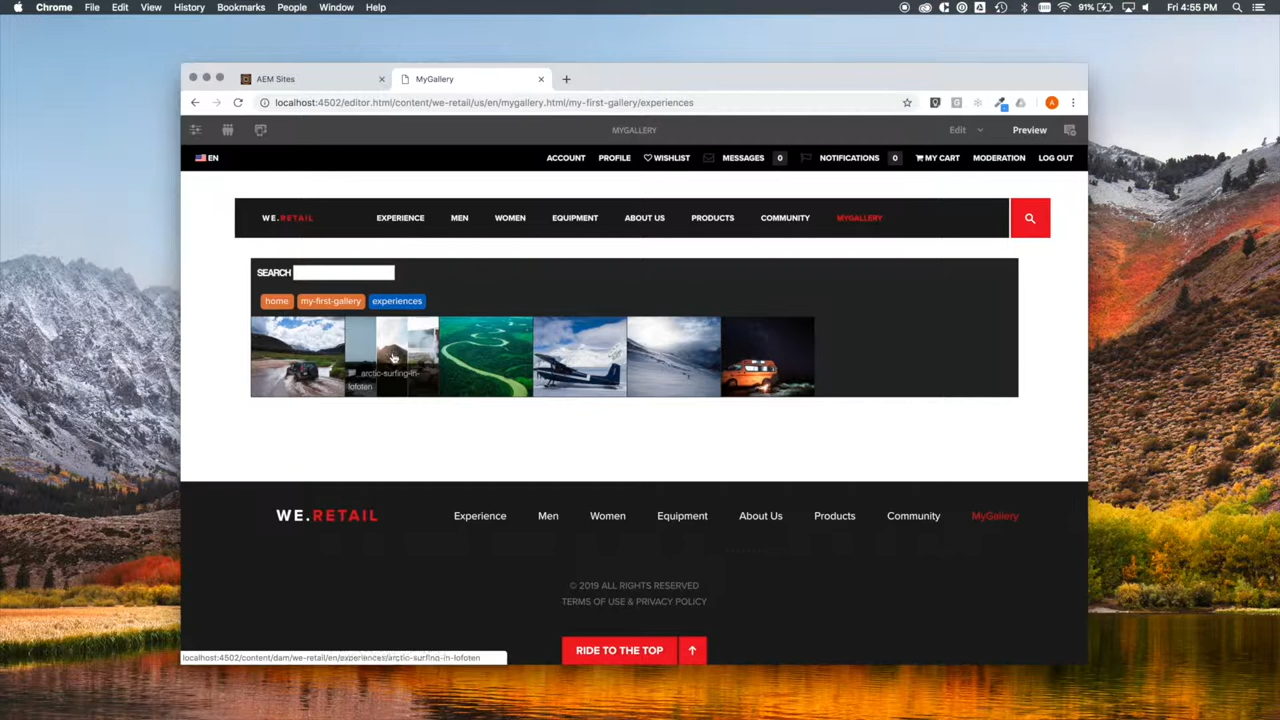 Chrome File Edit View History Bookmarks People Window Help 91% Fri 4:55 PM
AEM Sites MyGallery
localhost:4502/editor.html/content/we-retail/us/en/mygallery.html/my-first-gallery/experiences
MYGALLERY Edit Preview
EN ACCOUNT PROFILE WISHLIST MESSAGES 0 NOTIFICATIONS 0 MY CART MODERATION LOG OUT
WE.RETAIL EXPERIENCE MEN WOMEN EQUIPMENT ABOUT US PRODUCTS COMMUNITY MYGALLERY
SEARCH
home my-first-gallery experiences
arctic-surfing-in-
lofoten
WE.RETAIL Experience Men Women Equipment About Us Products Community MyGallery
© 2019 ALL RIGHTS RESERVED
TERMS OF USE & PRIVACY POLICY
RIDE TO THE TOP
localhost:4502/content/dam/we-retail/en/experiences/arctic-surfing-in-lofoten